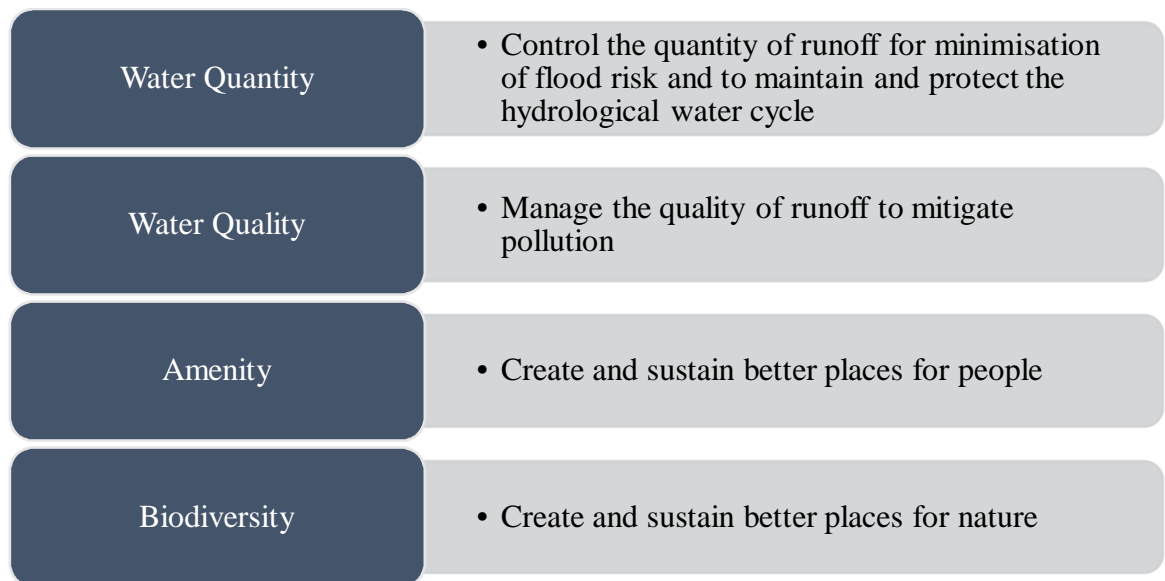 Water Quantity
• Control the quantity of runoff for minimisation
of flood risk and to maintain and protect the
hydrological water cycle
Water Quality
• Manage the quality of runoff to mitigate
pollution
Amenity
• Create and sustain better places for people
Biodiversity
• Create and sustain better places for nature